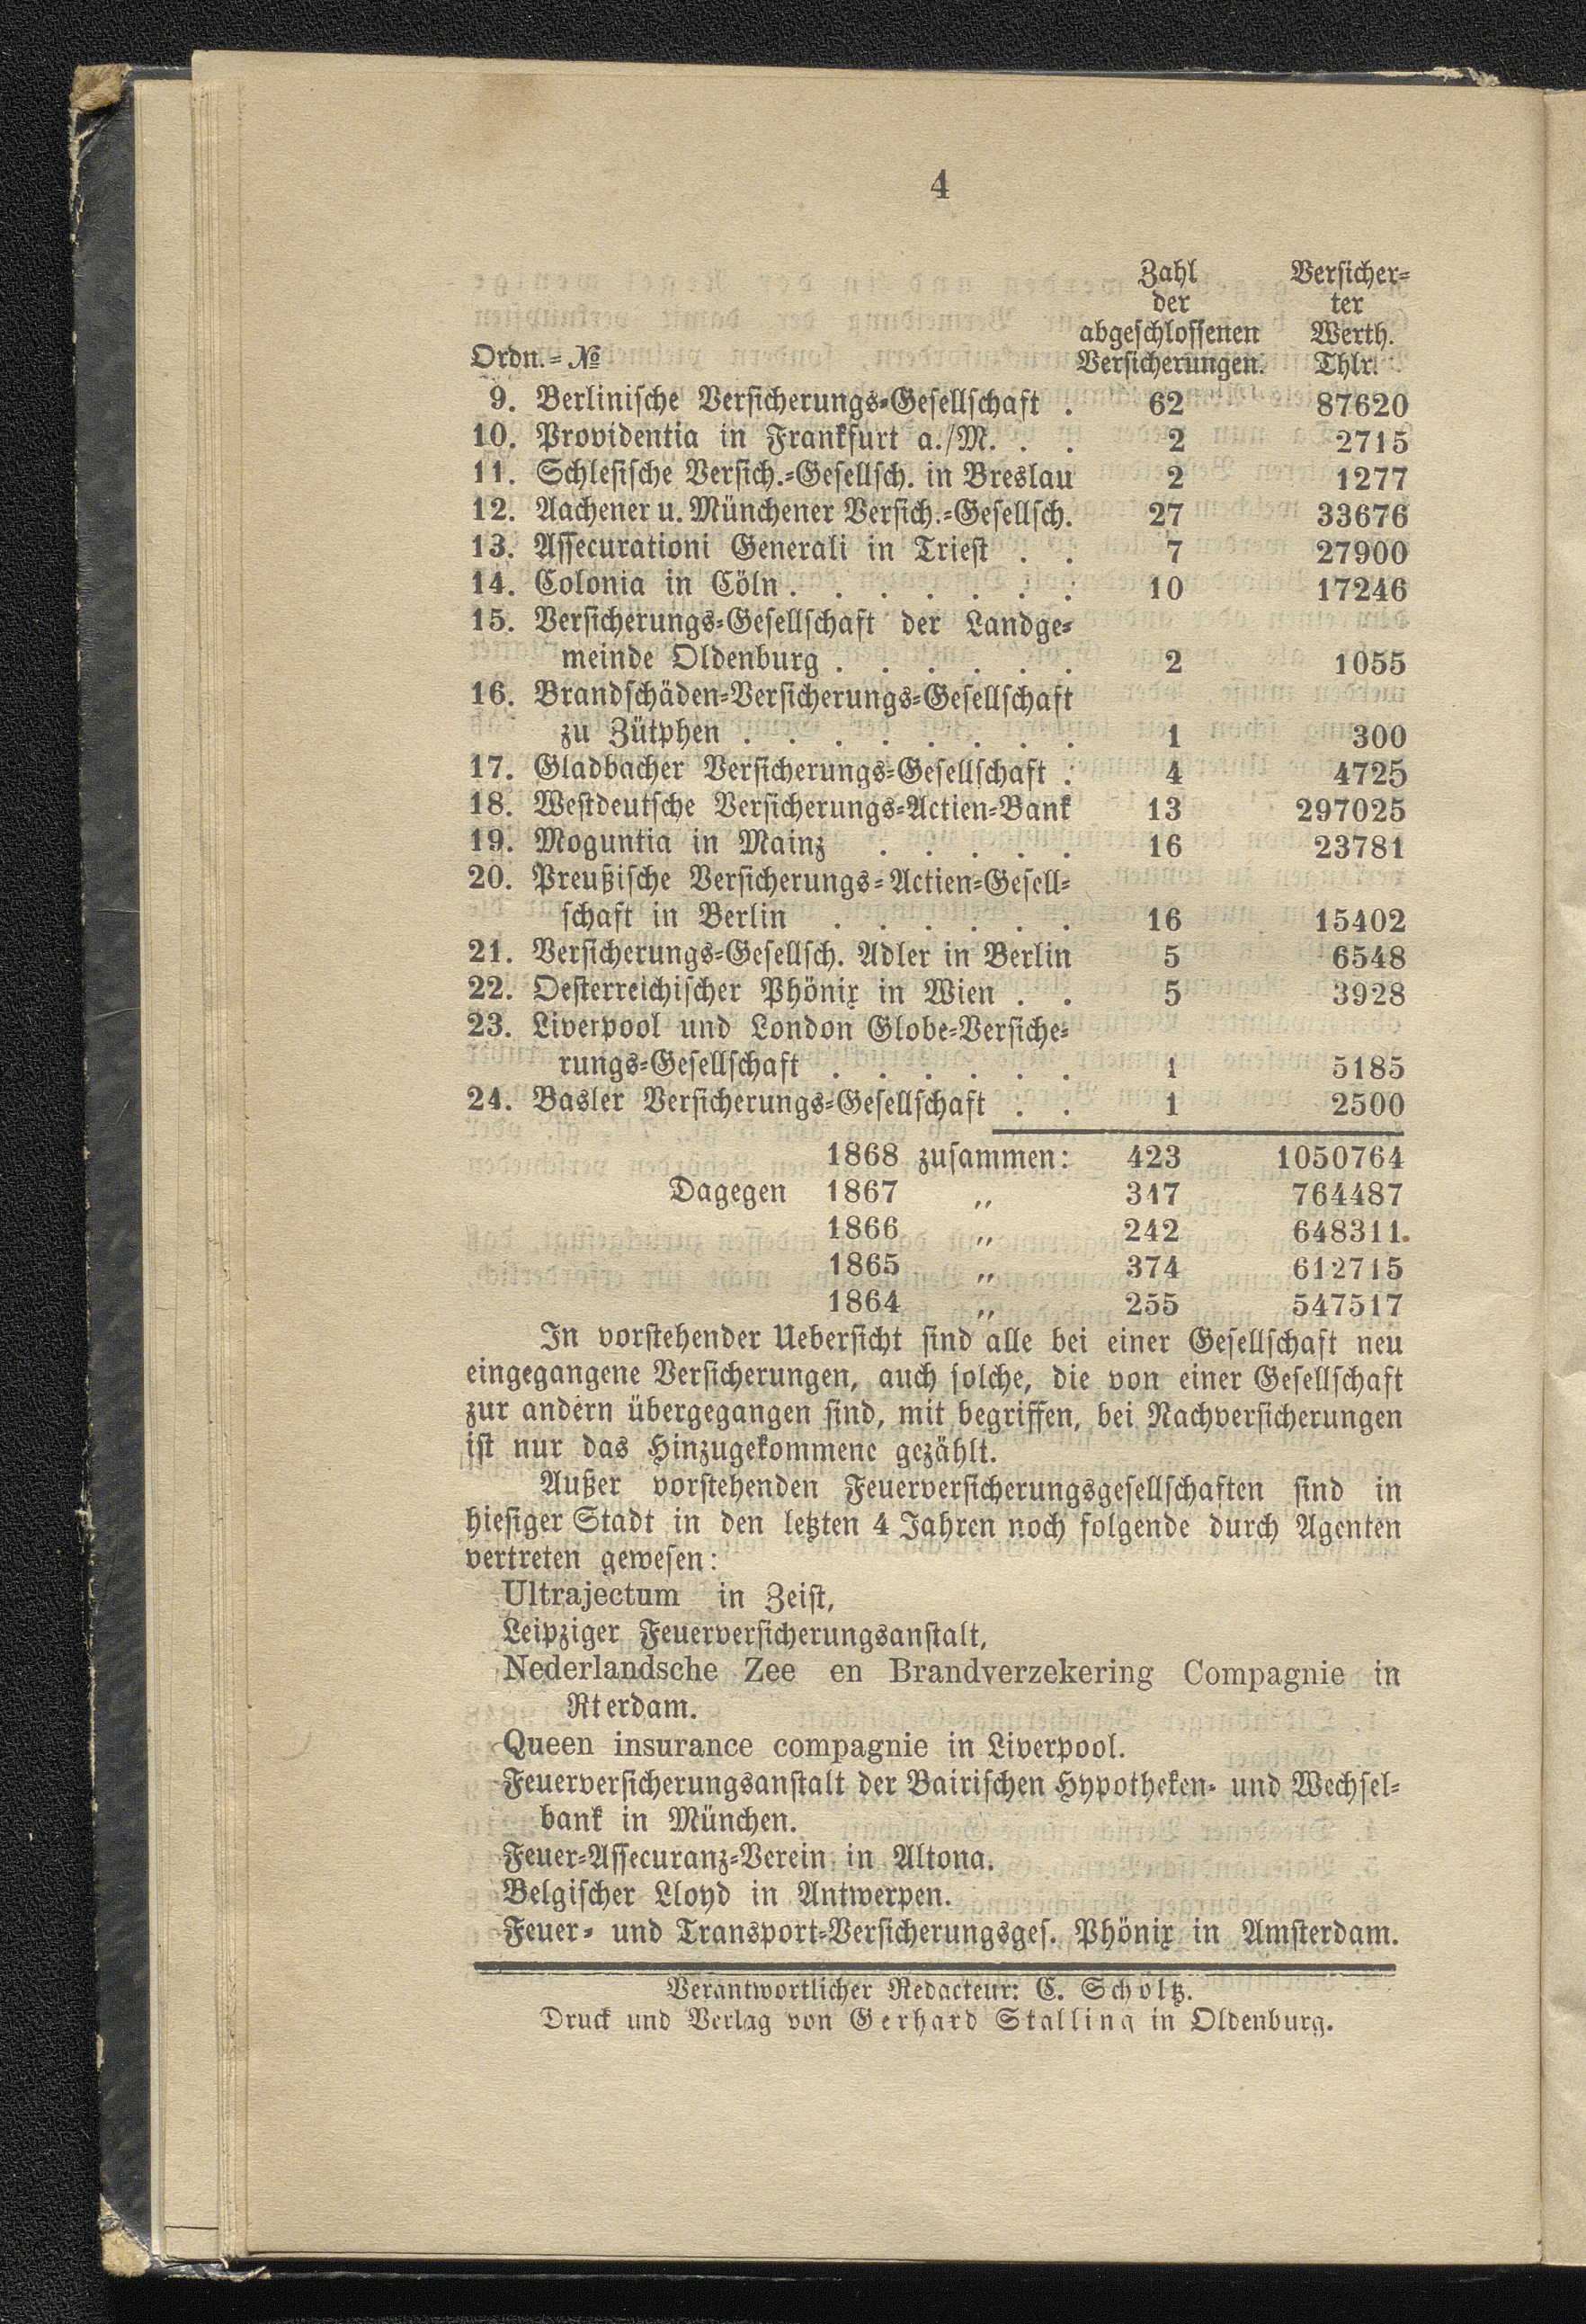 4
Zahl Versicher-
der ter
abgeschlossenen Werth.
Ordn.-№ Versicherungen. Thlr.
9. Berlinische Versicherungs-Gesellschaft . 62 87620
10. Providentia in Frankfurt a./M. . . 2 2715
11. Schlesische Versich.-Gesellsch. in Breslau 2 1277
12. Aachener u. Münchener Versich.-Gesellsch. 27 33676
13. Assecurationi Generali in Triest . . 7 27900
14. Colonia in Cöln . . . . . . . 10 17246
15. Versicherungs-Gesellschaft der Landge-
meinde Oldenburg . . . . . . 2 1055
16. Brandschäden-Versicherungs-Gesellschaft
zu Zütphen . . . . . . . . 1 300
17. Gladbacher Versicherungs-Gesellschaft . 4 4725
18. Westdeutsche Versicherungs-Actien-Bank 13 297025
19. Moguntia in Mainz . . . . . 16 23781
20. Preußische Versicherungs-Actien-Gesell-
schaft in Berlin . . . . . . 16 15402
21. Versicherungs-Gesellsch. Adler in Berlin 5 6548
22. Oesterreichischer Phönix in Wien . . 5 3928
23. Liverpool und London Globe-Versiche-
rungs-Gesellschaft . . . . . . 1 5185
24. Basler Versicherungs-Gesellschaft . . 1 2500
1868 zusammen: 423 1050764
Dagegen 1867 „ 317 764487
1866 „ 242 648311.
1865 „ 374 612715
1864 „ 255 547517
In vorstehender Uebersicht sind alle bei einer Gesellschaft neu
eingegangene Versicherungen, auch solche, die von einer Gesellschaft
zur andern übergegangen sind, mit begriffen, bei Nachversicherungen
ist nur das Hinzugekommene gezählt.
Außer vorstehenden Feuerversicherungsgesellschaften sind in
hiesiger Stadt in den letzten 4 Jahren noch folgende durch Agenten
vertreten gewesen:
Ultrajectum in Zeist,
Leipziger Feuerversicherungsanstalt,
Nederlandsche Zee en Brandverzekering Compagnie in
Rterdam.
Queen insurance compagnie in Liverpool.
Feuerversicherungsanstalt der Bairischen Hypotheken- und Wechsel-
bank in München.
Feuer-Assecuranz-Verein in Altona.
Belgischer Lloyd in Antwerpen.
Feuer- und Transport-Versicherungsges. Phönix in Amsterdam.
Verantwortlicher Redacteur: C. Scholtz.
Druck und Verlag von Gerhard Stalling in Oldenburg.